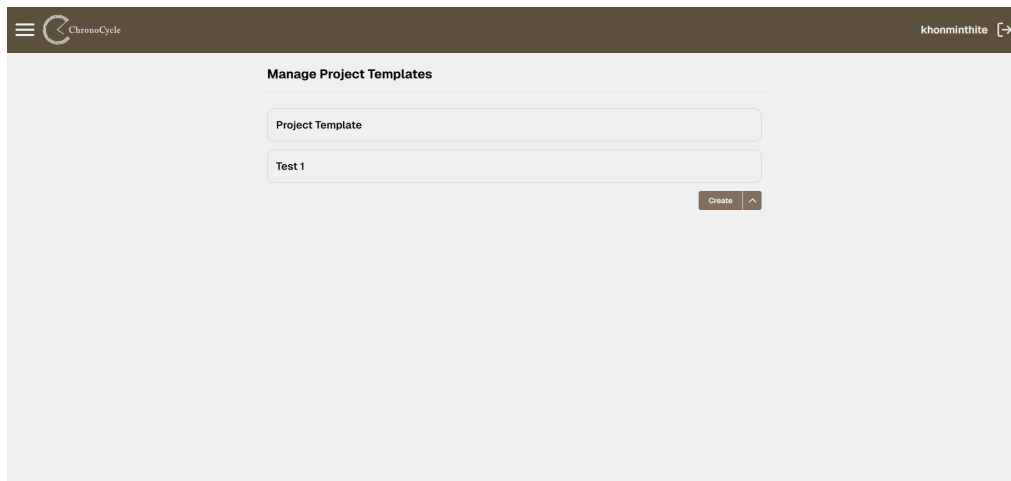 ChronoCycle
khonminthite
Manage Project Templates
Project Template
Test 1
Create